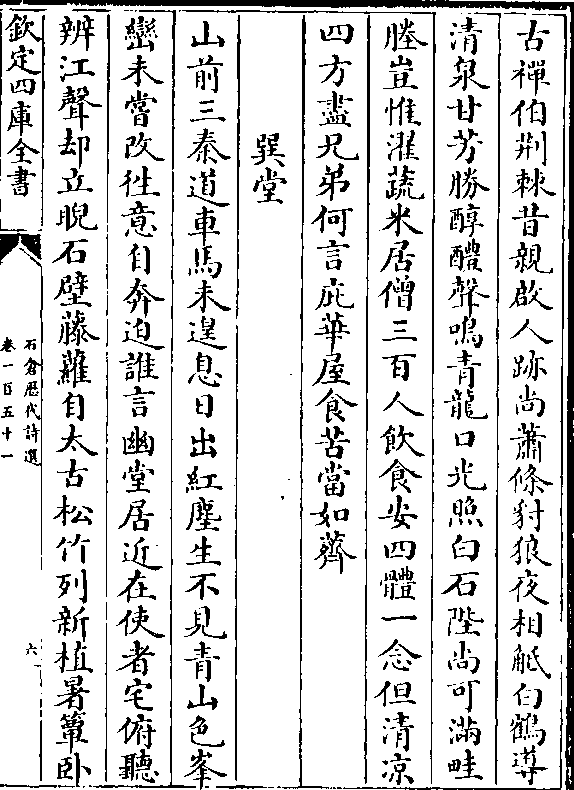 古禪伯荆棘昔親啟人跡尚蕭條豺狼夜相觝白鶴導
清泉甘芳勝醇醴聲鳴青龍口光照白石陛尚可滿畦
塍豈惟濯蔬米居僧三百人飲食安四體一念但清凉
四方盡兄弟何言庇華屋食苦當如薺
巽堂
山前三秦道車馬未遑息日出紅塵生不見青山色峯
巒未嘗改徃意自奔迫誰言幽堂居近在使者宅俯聽
辨江聲却立睨石壁藤蘿自太古松竹列新植暑簟卧
欽定四庫全書
石倉歷代詩選
卷一百五十一
六